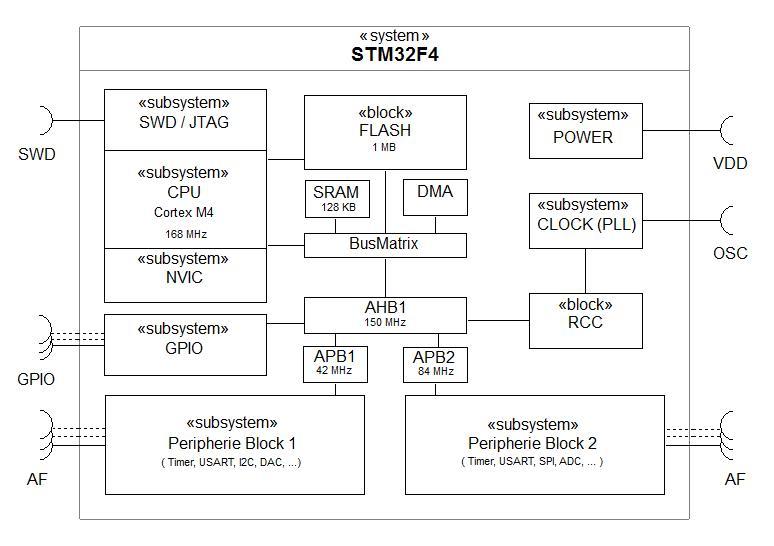 «system»
STM32F4
«subsystem»
SWD / JTAG
«subsystem»
CPU
Cortex M4
168 MHz
«subsystem»
NVIC
«block»
FLASH
1 MB
SRAM
128 KB
DMA
BusMatrix
«subsystem»
POWER
«subsystem»
CLOCK (PLL)
«block»
RCC
AHB1
150 MHz
«subsystem»
GPIO
APB1
42 MHz
APB2
84 MHz
«subsystem»
Peripherie Block 1
( Timer, USART, I2C, DAC, ...)
«subsystem»
Peripherie Block 2
( Timer, USART, SPI, ADC, ... )
SWD
GPIO
AF
VDD
OSC
AF